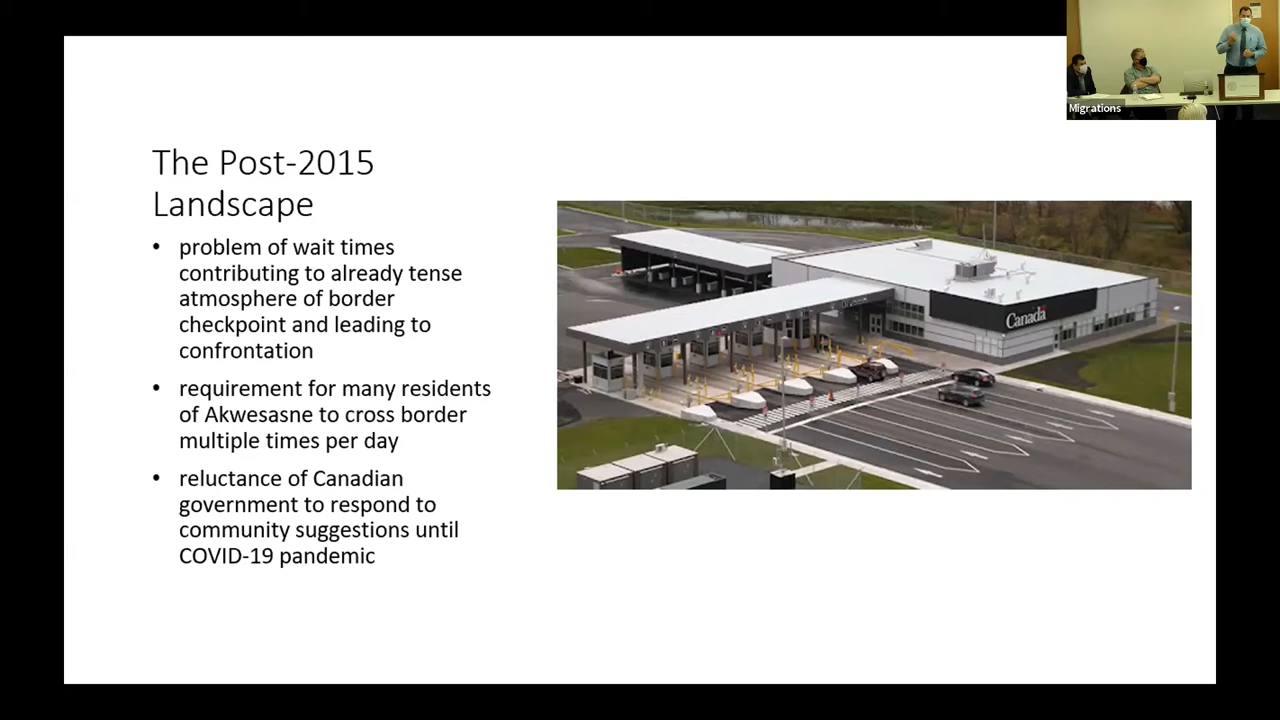 Migrations
The Post-2015
Landscape
• problem of wait times
contributing to already tense
atmosphere of border
checkpoint and leading to
confrontation
• requirement for many residents
of Akwesasne to cross border
multiple times per day
• reluctance of Canadian
government to respond to
community suggestions until
COVID-19 pandemic
Canada